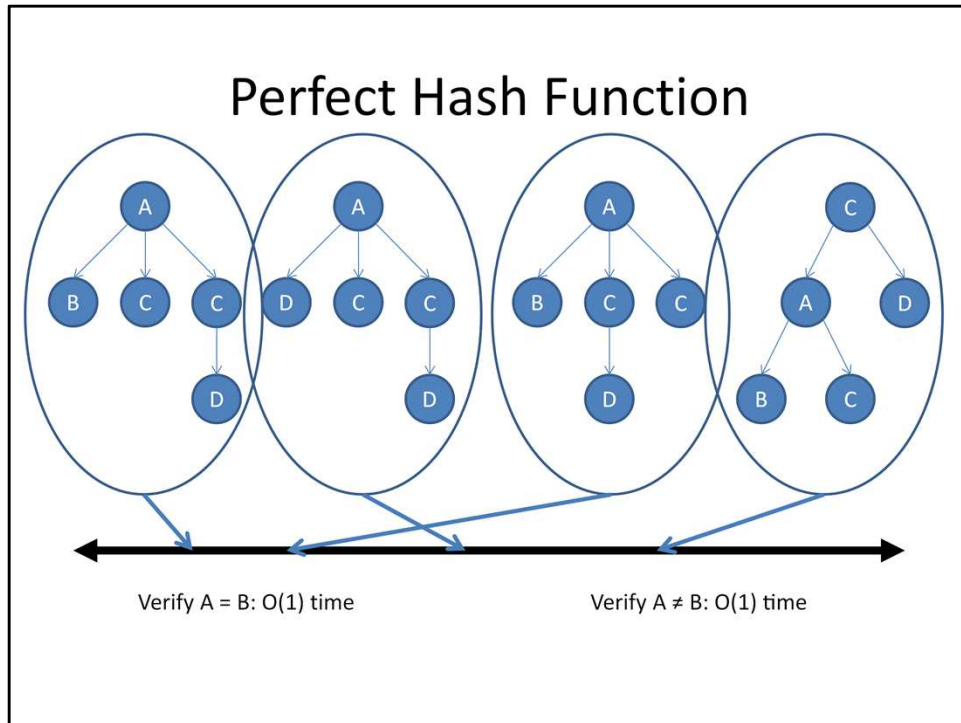 Perfect Hash Function
A A A C
B C C D C C B C C A D
D D D B C
Verify A = B: O(1) time Verify A ≠ B: O(1) time